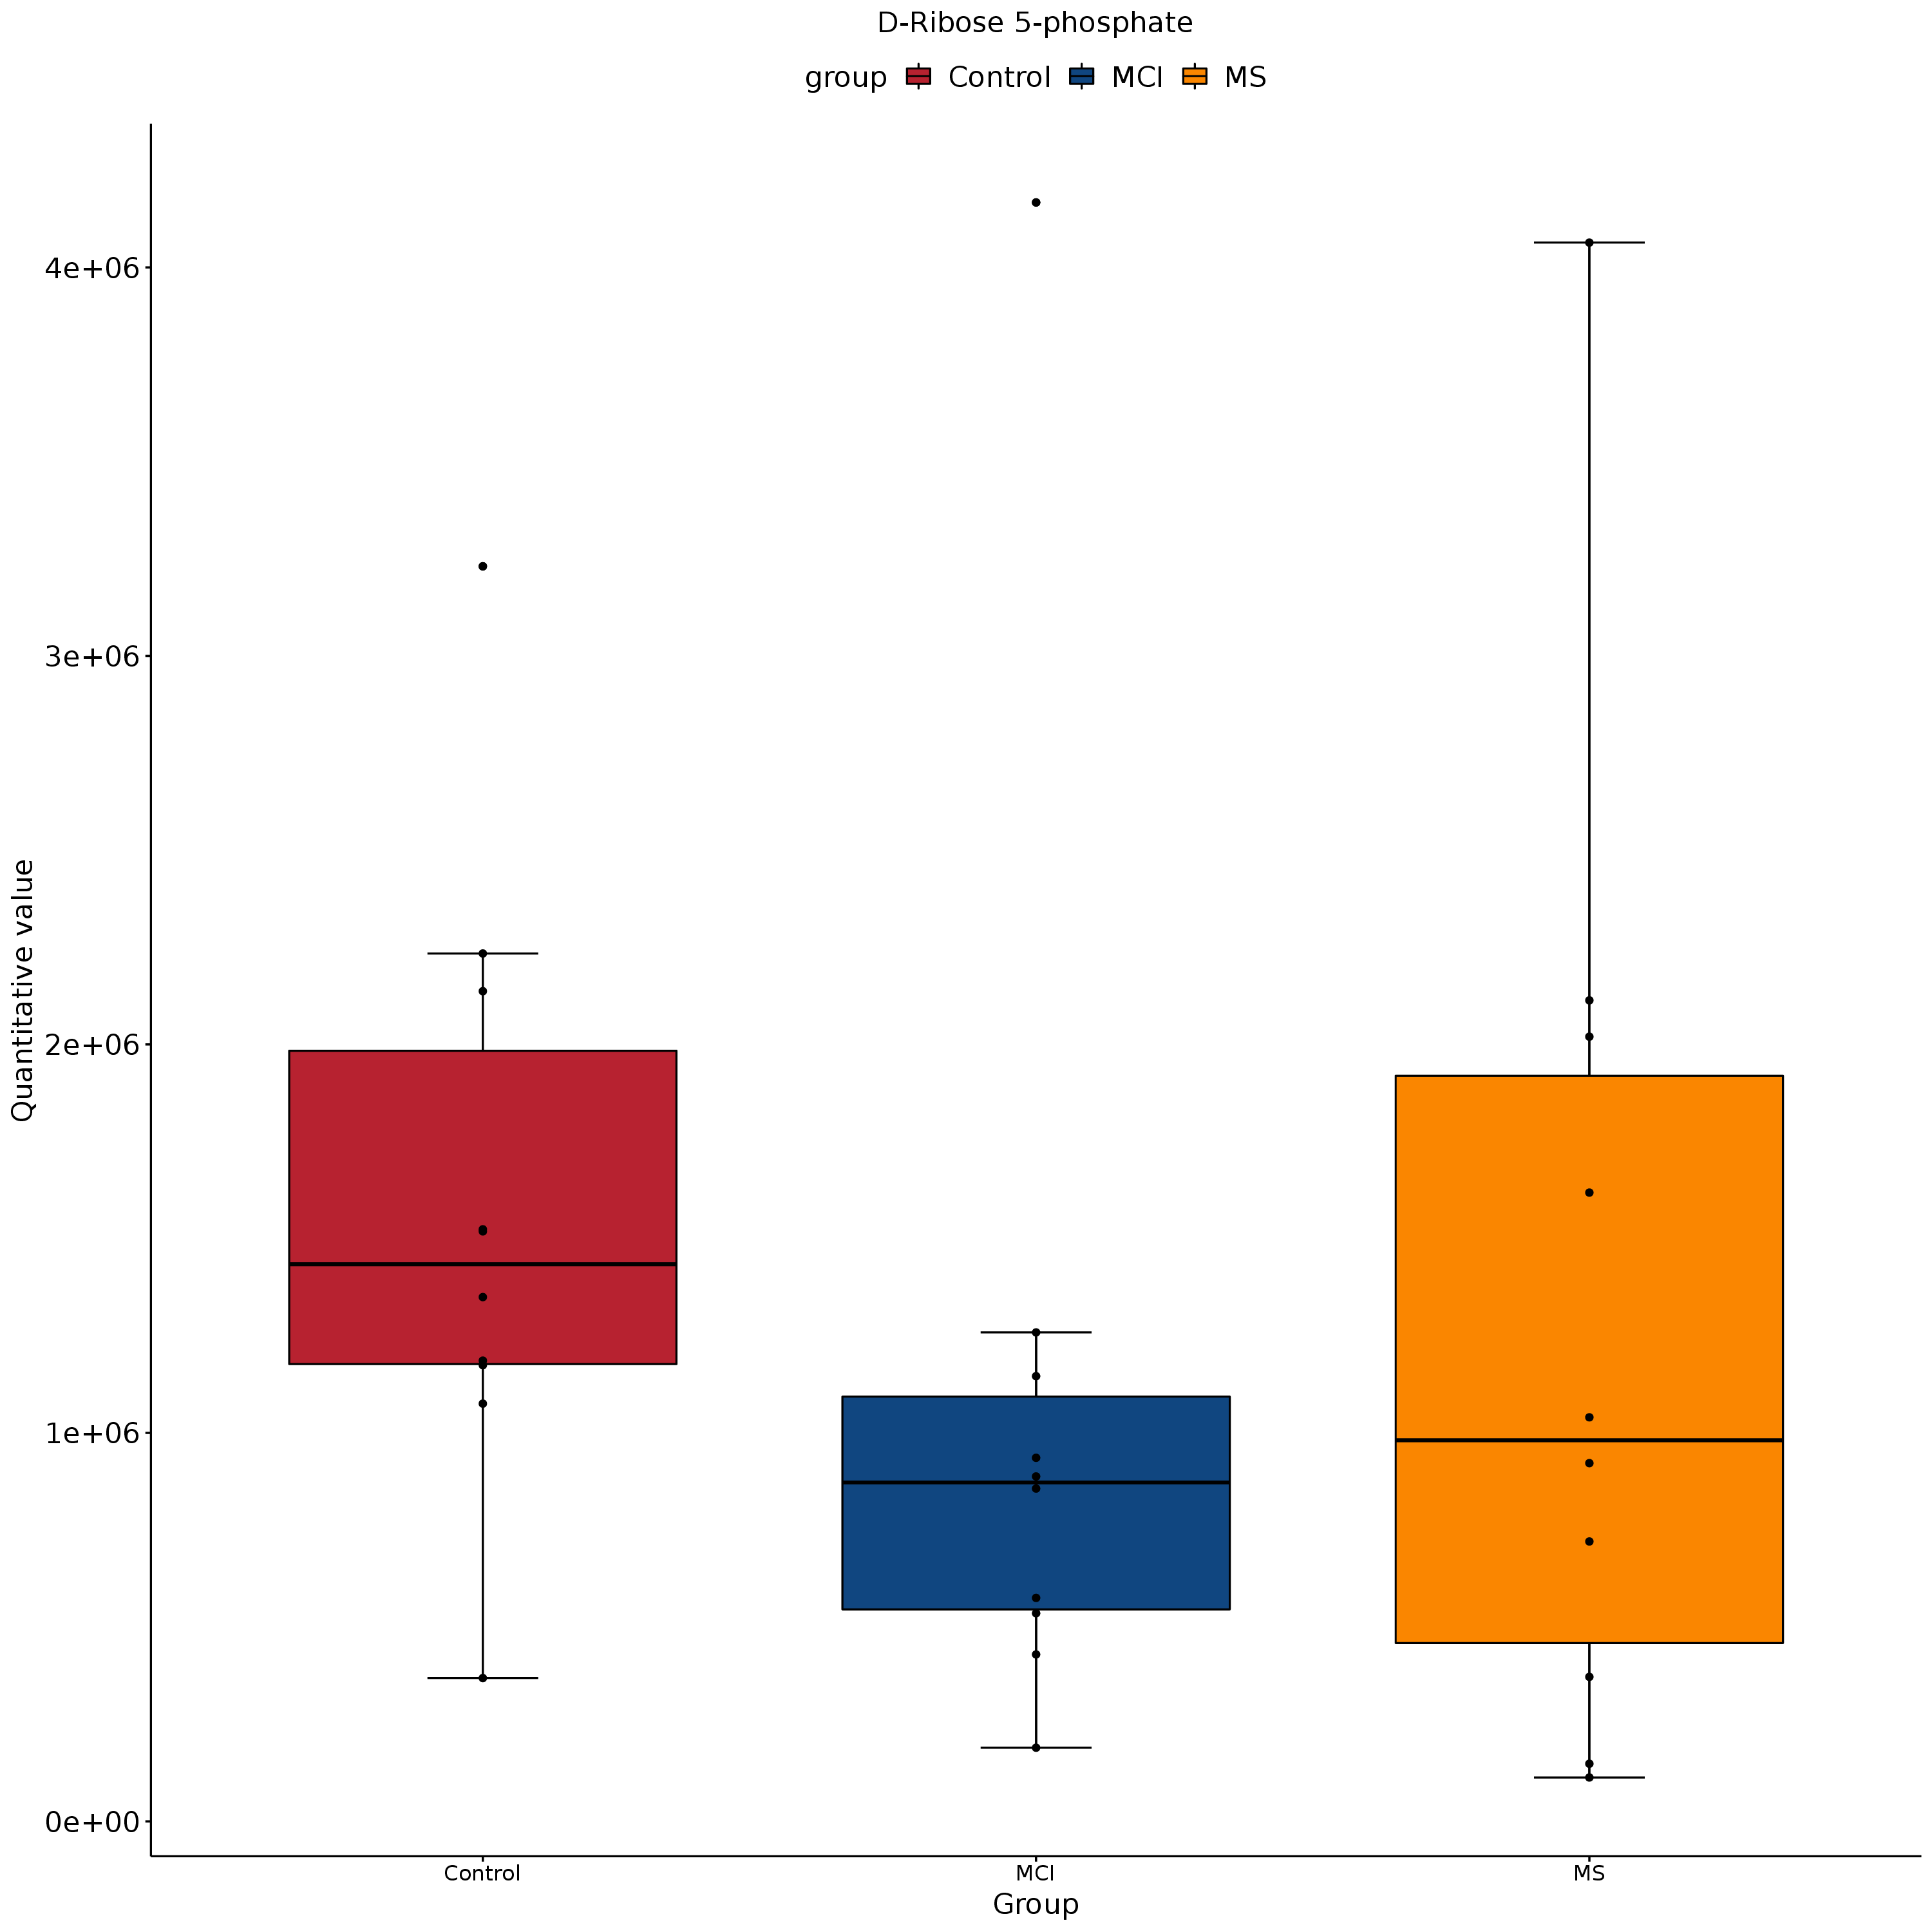 D-Ribose 5-phosphate
group Control MCI MS
Quantitative value
4e+06
3e+06
2e+06
1e+06
0e+00
Control MCI MS
Group